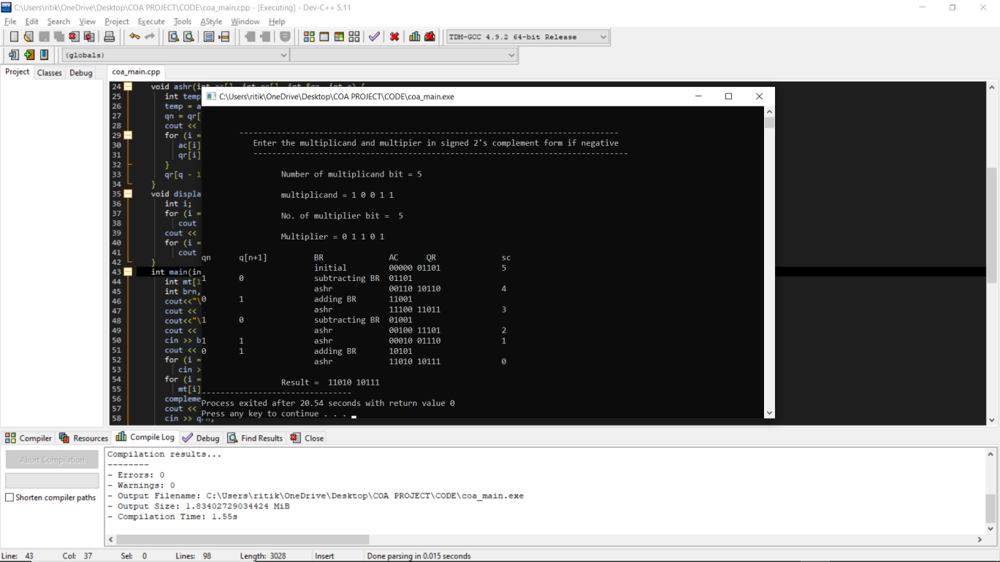 C:\Users\ritik\OneDrive\Desktop\COA PROJECT\CODE\coa_main.cpp - [Executing] - Dev-C++ 5.11
File Edit Search View Project Execute Tools AStyle Window Help
TDM-GCC 4.9.2 64-bit Release
(globals)
Project Classes Debug
coa_main.cpp
24 void ashr(int ac[], int qr[], int &qn, int q) {
25 int temp
26 temp = a
27 qn = qr[
28 cout <<
29 for (i =
30 ac[i]
31 qr[i]
32 }
33 qr[q - 1
34 }
35 void displa
36 int i;
37 for (i =
38 cout
39 cout <<
40 for (i =
41 cout
42 }
43 int main(in
44 int mt[1
45 int brn,
46 cout<<"\
47 cout <<
48 cout<<"\
49 cout <<
50 cin >> b
51 cout <<
52 for (i =
53 cin >
54 for (i =
55 mt[i]
56 compleme
57 cout <<
58 cin >> qrn;
C:\Users\ritik\OneDrive\Desktop\COA PROJECT\CODE\coa_main.exe
---------------------------------------------------------------------------------
Enter the multiplicand and multipier in signed 2's complement form if negative
--------------------------------------------------------------------------------
Number of multiplicand bit = 5
multiplicand = 1 0 0 1 1
No. of multiplier bit = 5
Multiplier = 0 1 1 0 1
qn q[n+1] BR AC QR sc
initial 00000 01101 5
1 0 subtracting BR 01101
ashr 00110 10110 4
0 1 adding BR 11001
ashr 11100 11011 3
1 0 subtracting BR 01001
ashr 00100 11101 2
1 1 ashr 00010 01110 1
0 1 adding BR 10101
ashr 11010 10111 0
Result = 11010 10111
--------------------------------
Process exited after 20.54 seconds with return value 0
Press any key to continue . . .
Compiler Resources Compile Log Debug Find Results Close
Abort Compilation
Shorten compiler paths
Compilation results...
--------
- Errors: 0
- Warnings: 0
- Output Filename: C:\Users\ritik\OneDrive\Desktop\COA PROJECT\CODE\coa_main.exe
- Output Size: 1.83402729034424 MiB
- Compilation Time: 1.55s
Line: 43 Col: 37 Sel: 0 Lines: 98 Length: 3028 Insert Done parsing in 0.015 seconds